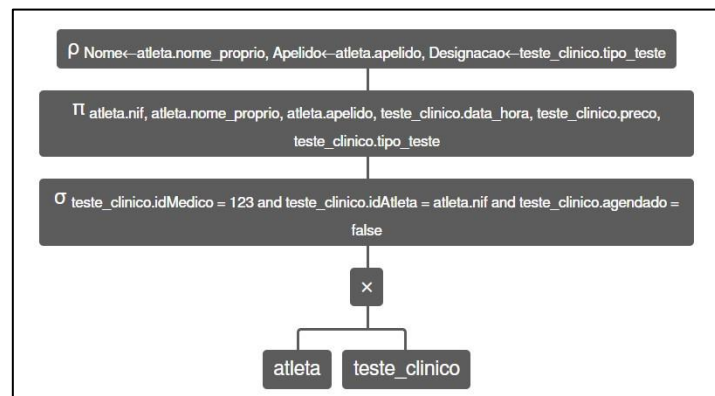 ρ Nome←atleta.nome_proprio, Apelido←atleta.apelido, Designacao←teste_clinico.tipo_teste
π atleta.nif, atleta.nome_proprio, atleta.apelido, teste_clinico.data_hora, teste_clinico.preco,
teste_clinico.tipo_teste
σ teste_clinico.idMedico = 123 and teste_clinico.idAtleta = atleta.nif and teste_clinico.agendado =
false
×
atleta teste_clinico